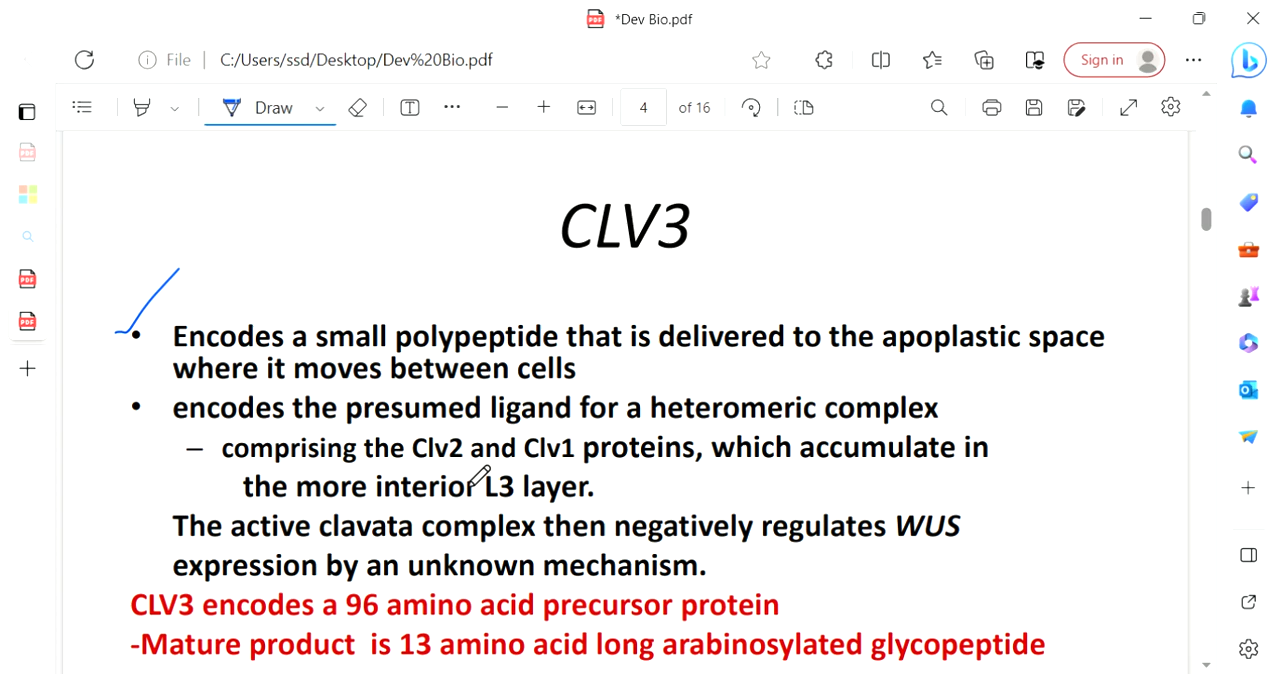 *Dev Bio.pdf
File
C:/Users/ssd/Desktop/Dev%20Bio.pdf
Sign in
Draw
4 of 16
CLV3
• Encodes a small polypeptide that is delivered to the apoplastic space
where it moves between cells
• encodes the presumed ligand for a heteromeric complex
– comprising the Clv2 and Clv1 proteins, which accumulate in
the more interior L3 layer.
The active clavata complex then negatively regulates WUS
expression by an unknown mechanism.
CLV3 encodes a 96 amino acid precursor protein
-Mature product is 13 amino acid long arabinosylated glycopeptide